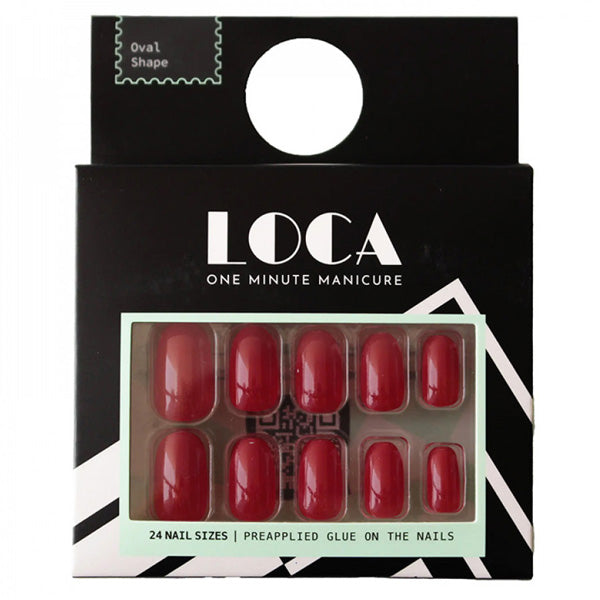 Oval
Shape
LOCA
ONE MINUTE MANICURE
24 NAIL SIZES | PREAPPLIED GLUE ON THE NAILS